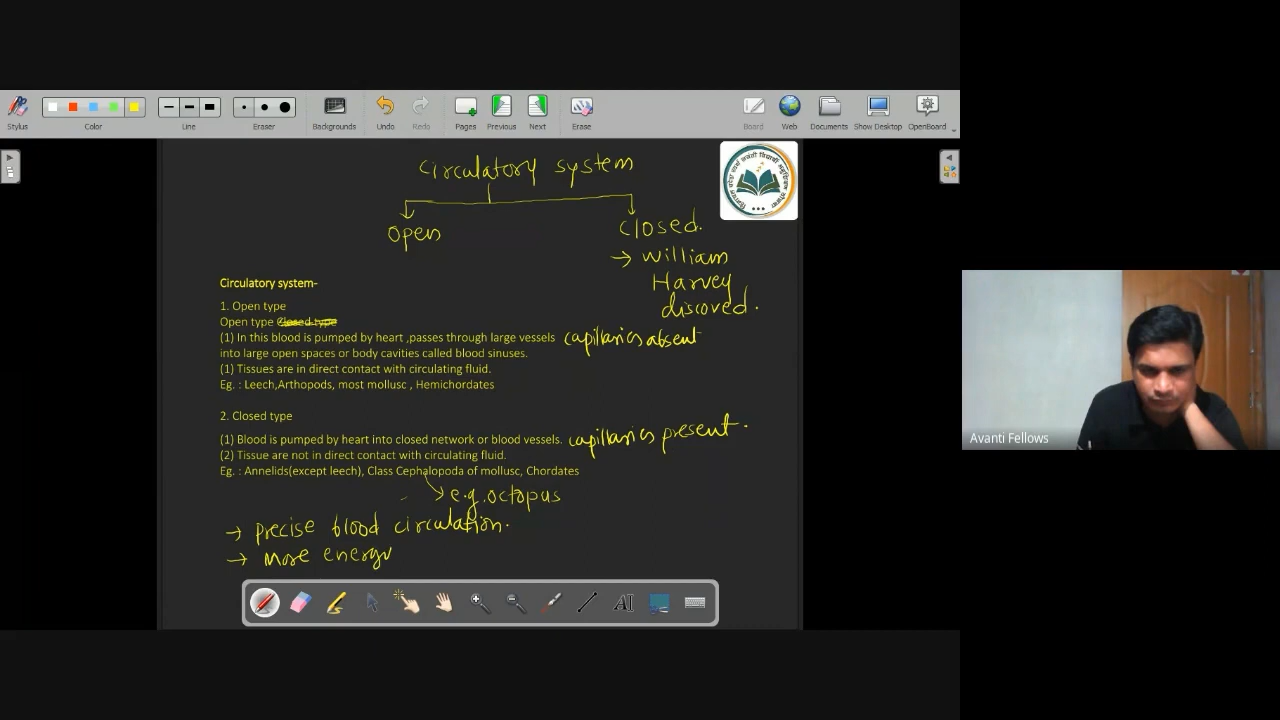 Stylus
Color
Line
Eraser
Backgrounds
Undo
Redo
Pages
Previous
Next
Erase
Board
Web
Documents
Show Desktop
OpenBoard
Circulatory system
Open
Closed.
→ William
Harvey
discoved.
Circulatory system-
1. Open type
Open type Closed type
(1) In this blood is pumped by heart ,passes through large vessels
capillaries absent
into large open spaces or body cavities called blood sinuses.
(1) Tissues are in direct contact with circulating fluid.
Eg. : Leech,Arthopods, most mollusc , Hemichordates
2. Closed type
(1) Blood is pumped by heart into closed network or blood vessels.
capillaries present.
(2) Tissue are not in direct contact with circulating fluid.
Eg. : Annelids(except leech), Class Cephalopoda of mollusc, Chordates
e.g. octopus
→ precise blood circulation.
→ More energy
AI
Avanti Fellows